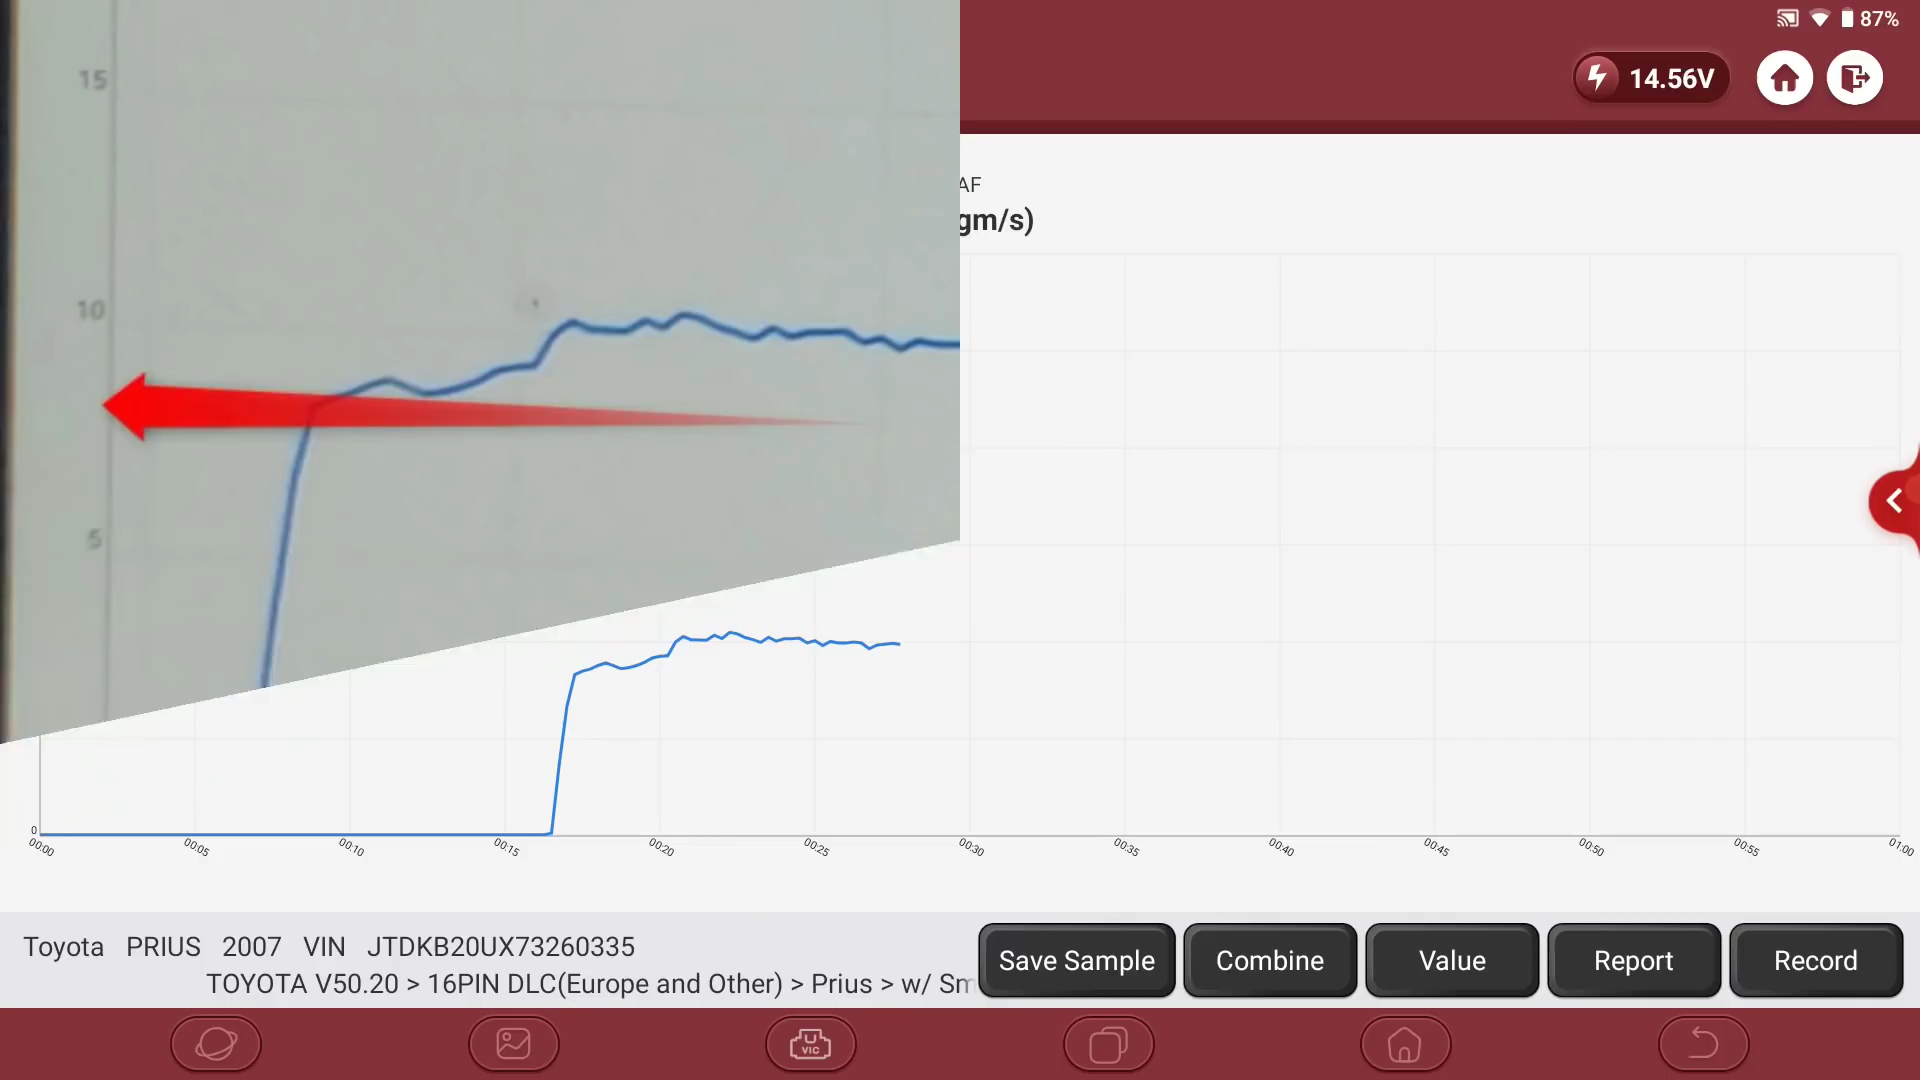 87%
14.56V
15
AF
gm/s)
10
5
0
00:00 00:05 00:10 00:15 00:20 00:25 00:30 00:35 00:40 00:45 00:50 00:55 01:00
Toyota PRIUS 2007 VIN JTDKB20UX73260335
TOYOTA V50.20 > 16PIN DLC(Europe and Other) > Prius > w/ Sm
Save Sample Combine Value Report Record
VIC